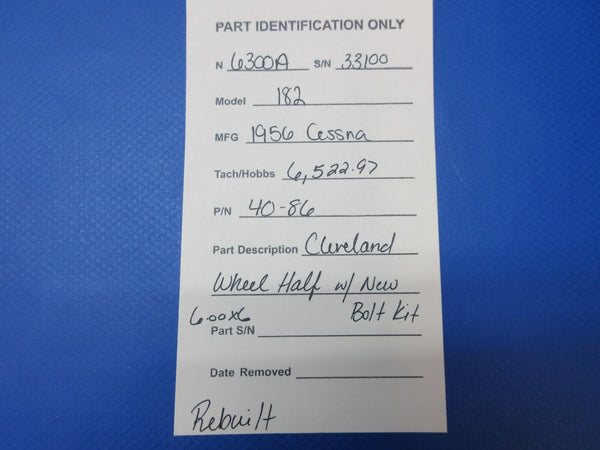 PART IDENTIFICATION ONLY
N 6300A S/N 33100
Model 182
MFG 1956 Cessna
Tach/Hobbs 6,522.97
P/N 40-86
Part Description Cleveland
Wheel Half w/ New
6.00x6 Bolt Kit
Part S/N
Date Removed
Rebuilt